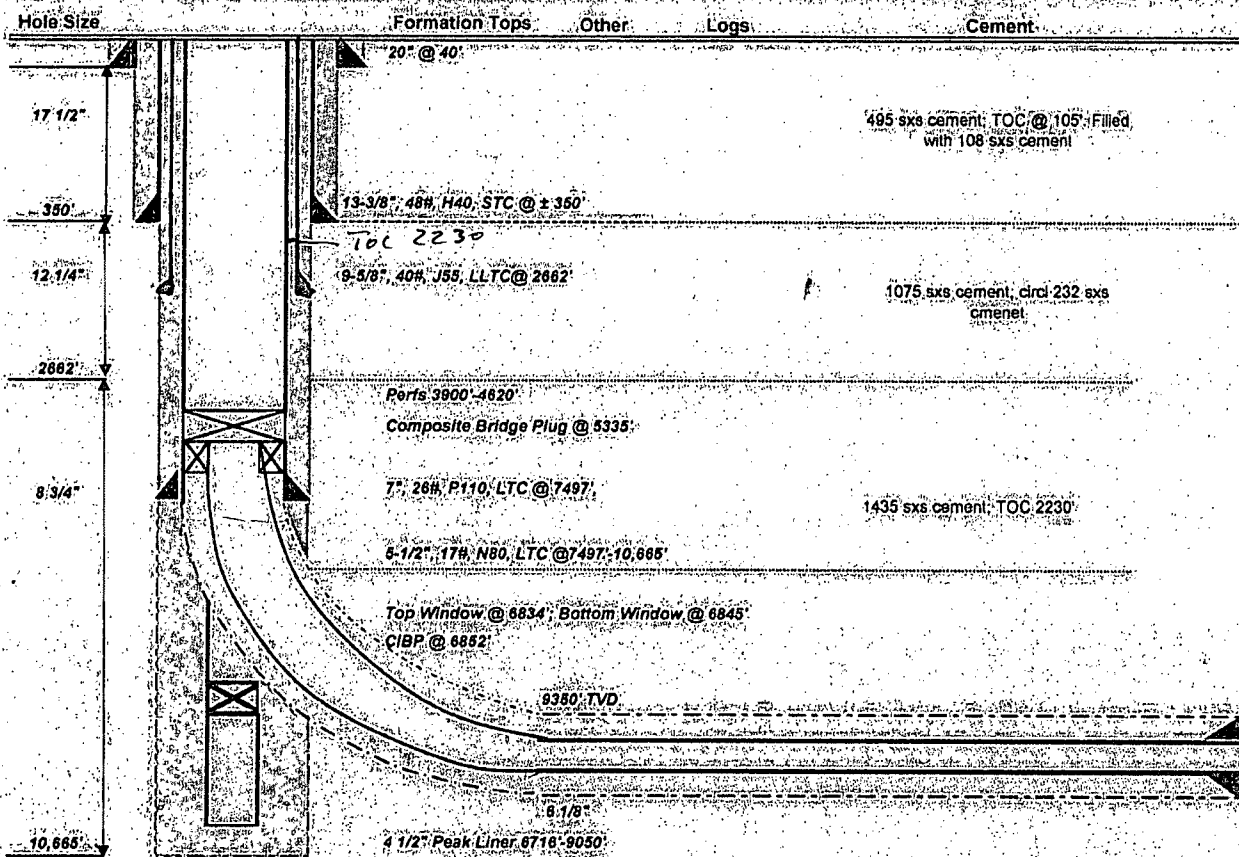 Hole Size Formation Tops Other Logs Cement
20" @ 40'
17 1/2"
495 sxs cement; TOC @ 105'. Filled
with 108 sxs cement
350'
13-3/8", 48#, H40, STC @ ± 350'
TOC 2230
12 1/4"
9-5/8", 40#, J55, LLTC@ 2662'
1075 sxs cement, circl 232 sxs
cmenet
2662'
Perfs 3900'-4620'
Composite Bridge Plug @ 5335'
8 3/4"
7", 26#, P110, LTC @ 7497'
1435 sxs cement; TOC 2230'
5-1/2", 17#, N80, LTC @7497'-10,665'
Top Window @ 6834'; Bottom Window @ 6845'
CIBP @ 6852'
9350' TVD
6 1/8"
10,665'
4 1/2" Peak Liner 6716'-9050'